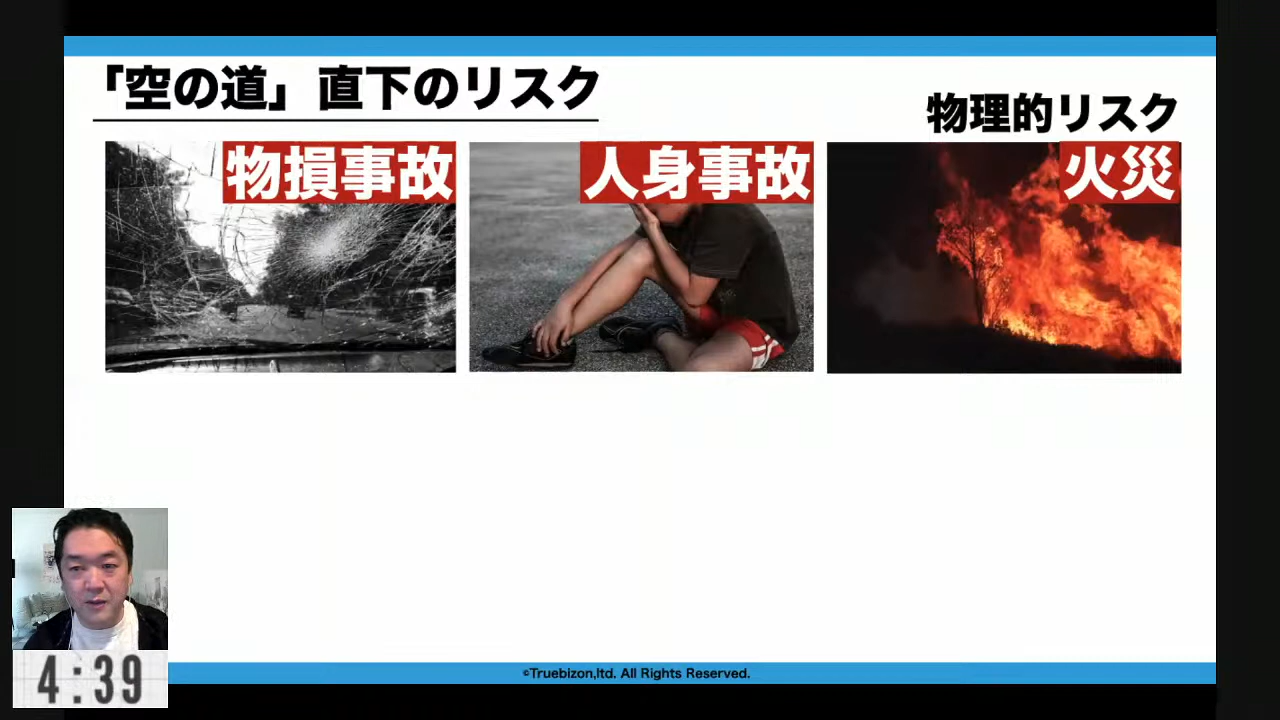 「空の道」直下のリスク
物理的リスク
物損事故
人身事故
火災
4:39
©Truebizon,ltd. All Rights Reserved.